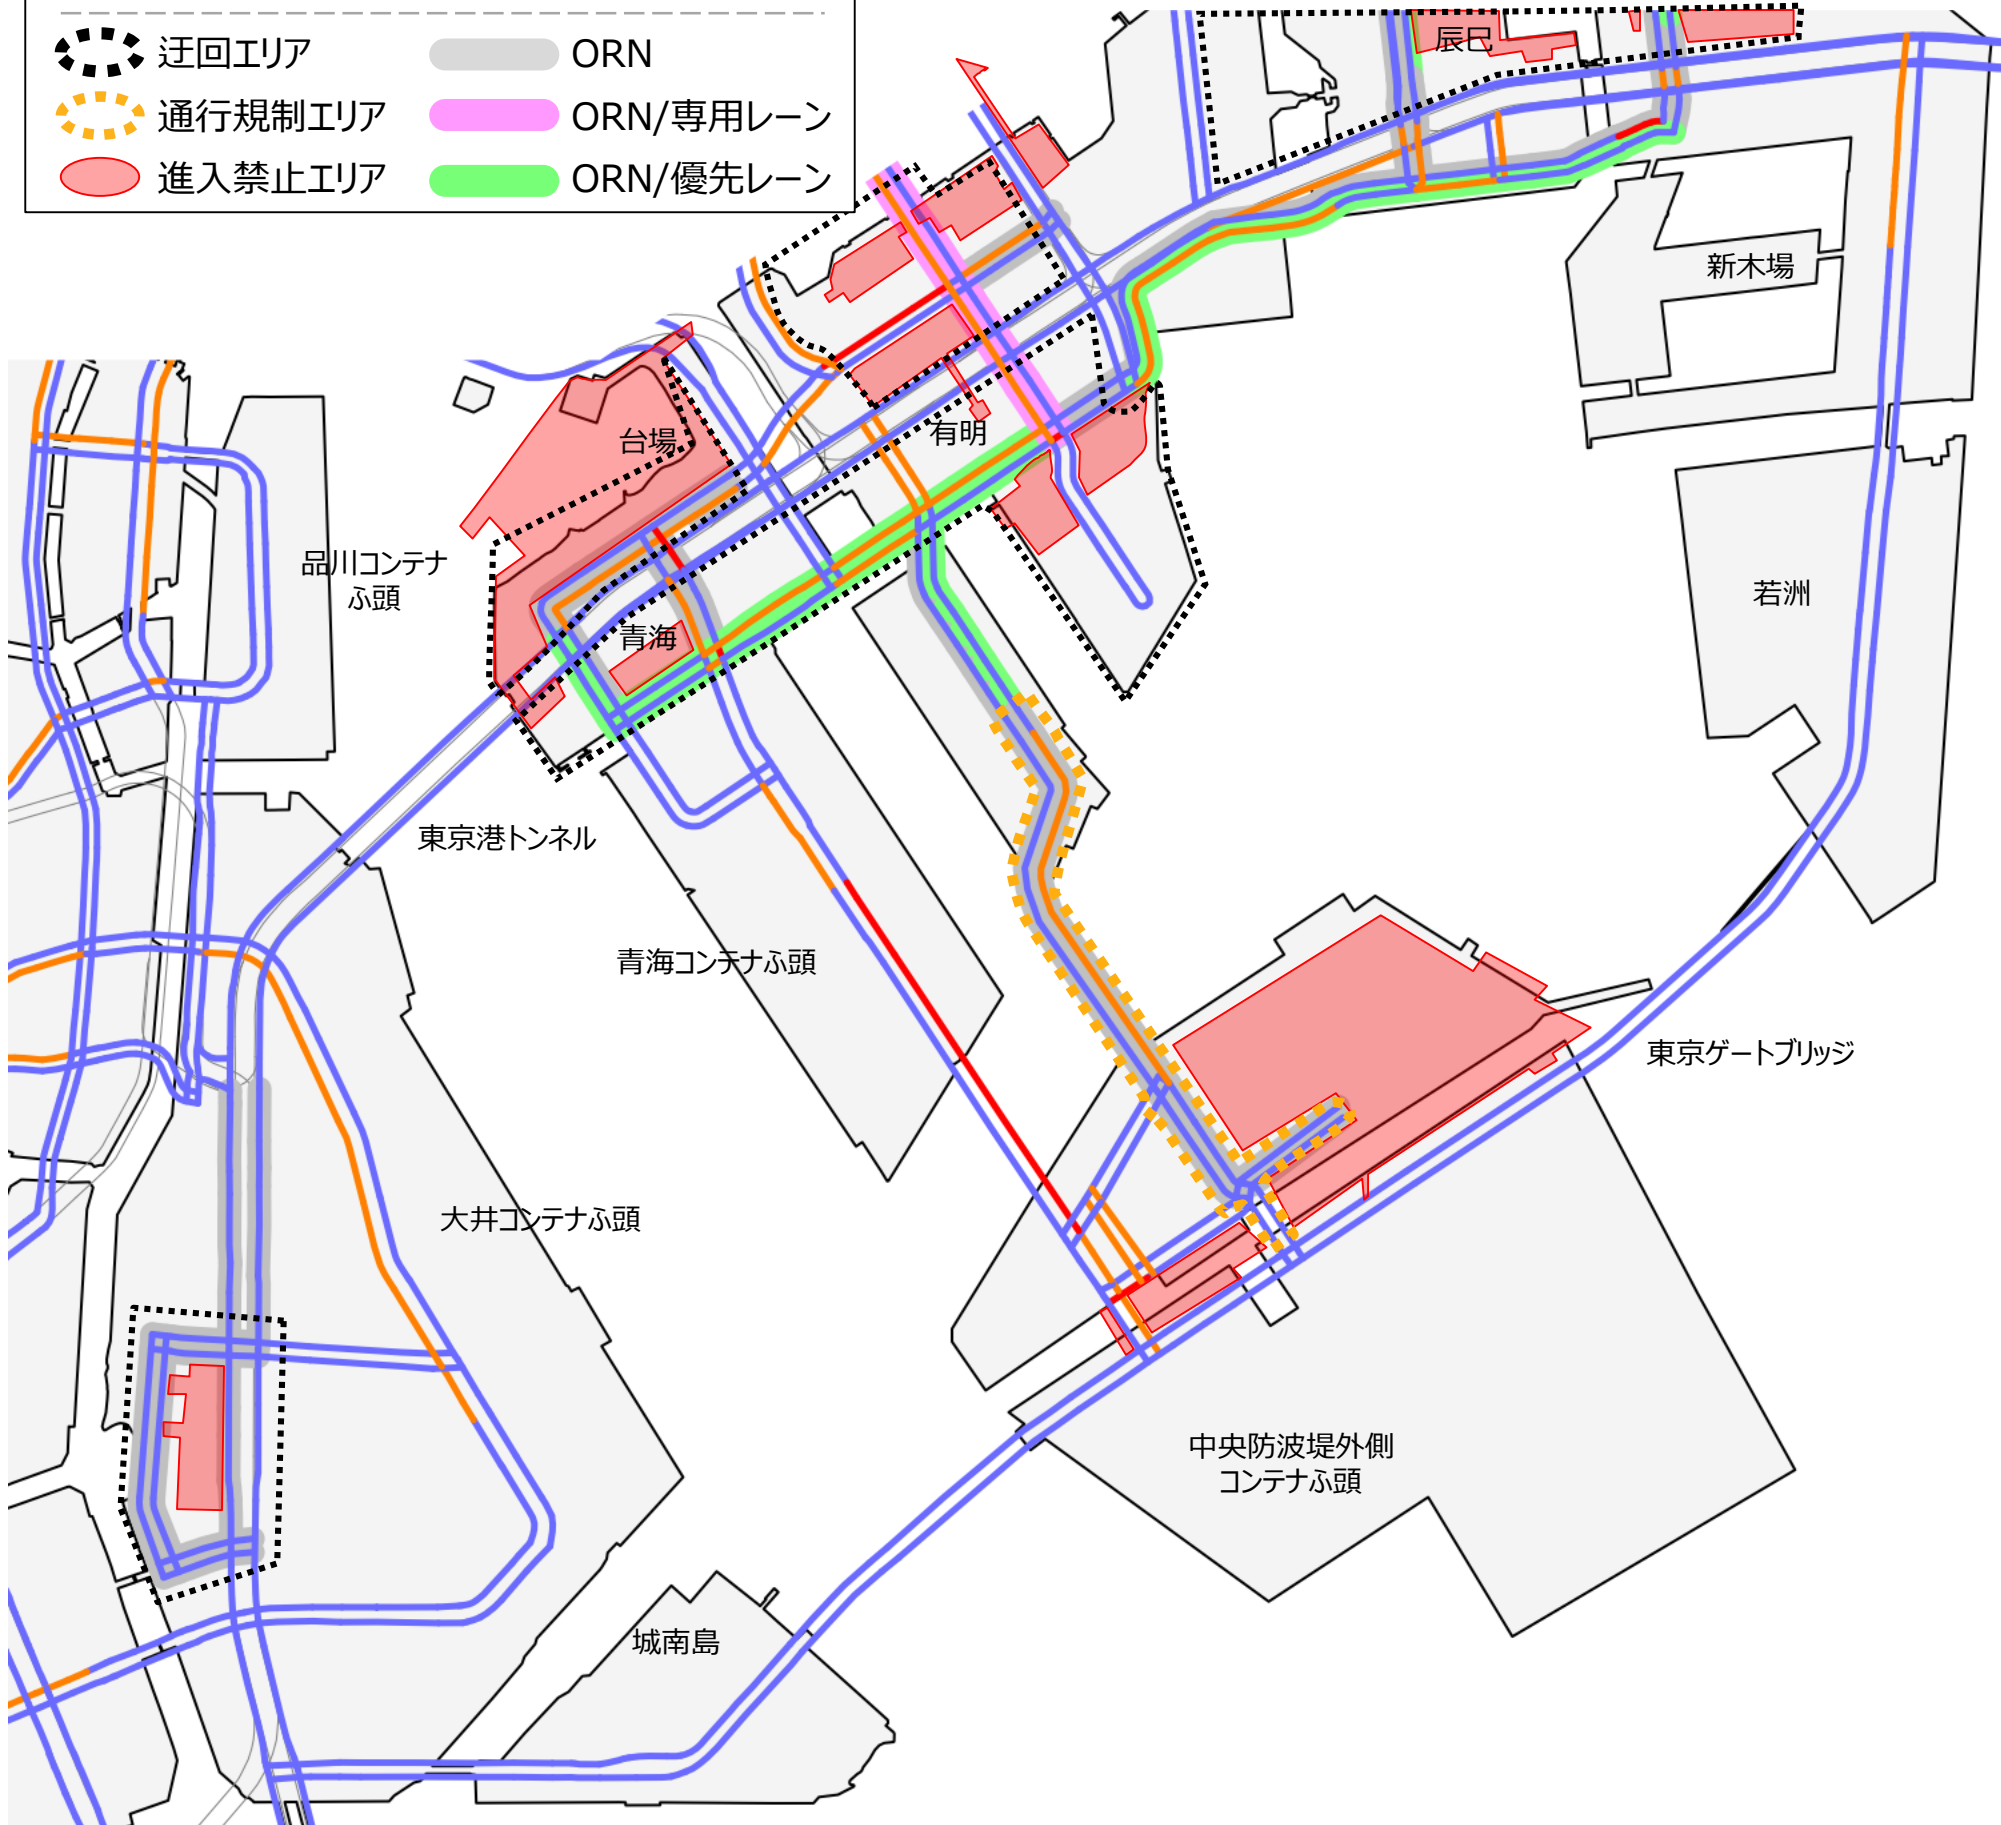 迂回エリア
ORN
通行規制エリア
ORN/専用レーン
進入禁止エリア
ORN/優先レーン
辰巳
新木場
台場
有明
品川コンテナ
ふ頭
青海
若洲
東京港トンネル
青海コンテナふ頭
東京ゲートブリッジ
大井コンテナふ頭
中央防波堤外側
コンテナふ頭
城南島